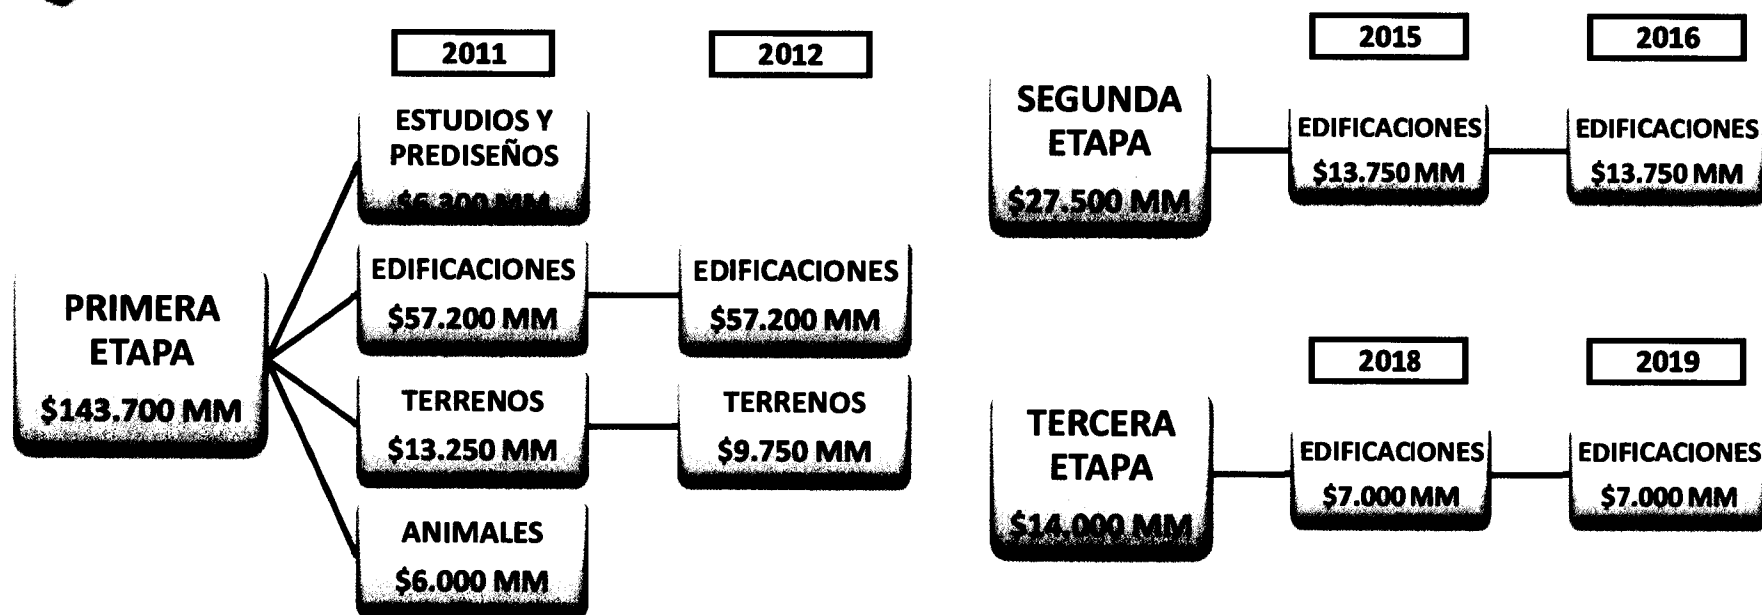 2011
2012
ESTUDIOS Y
PREDISEÑOS
EDIFICACIONES
$57.200 MM
EDIFICACIONES
$57.200 MM
PRIMERA
ETAPA
$143.700 MM
TERRENOS
$13.250 MM
TERRENOS
$9.750 MM
ANIMALES
$6.000 MM
2015
2016
SEGUNDA
ETAPA
$27.500 MM
EDIFICACIONES
$13.750 MM
EDIFICACIONES
$13.750 MM
2018
2019
TERCERA
ETAPA
$14.000 MM
EDIFICACIONES
$7.000 MM
EDIFICACIONES
$7.000 MM